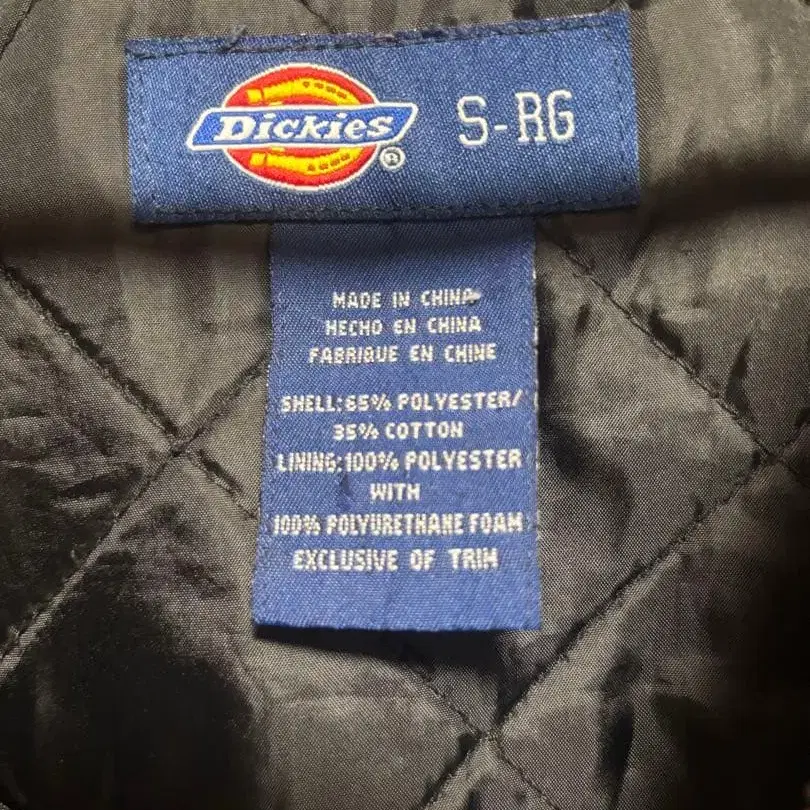 Dickies® S-RG
MADE IN CHINA
HECHO EN CHINA
FABRIQUE EN CHINE
SHELL: 65% POLYESTER/
35% COTTON
LINING: 100% POLYESTER
WITH
100% POLYURETHANE FOAM
EXCLUSIVE OF TRIM